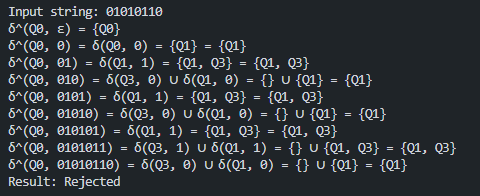 Input string: 01010110
δ^(Q0, ε) = {Q0}
δ^(Q0, 0) = δ(Q0, 0) = {Q1} = {Q1}
δ^(Q0, 01) = δ(Q1, 1) = {Q1, Q3} = {Q1, Q3}
δ^(Q0, 010) = δ(Q3, 0) ∪ δ(Q1, 0) = {} ∪ {Q1} = {Q1}
δ^(Q0, 0101) = δ(Q1, 1) = {Q1, Q3} = {Q1, Q3}
δ^(Q0, 01010) = δ(Q3, 0) ∪ δ(Q1, 0) = {} ∪ {Q1} = {Q1}
δ^(Q0, 010101) = δ(Q1, 1) = {Q1, Q3} = {Q1, Q3}
δ^(Q0, 0101011) = δ(Q3, 1) ∪ δ(Q1, 1) = {} ∪ {Q1, Q3} = {Q1, Q3}
δ^(Q0, 01010110) = δ(Q3, 0) ∪ δ(Q1, 0) = {} ∪ {Q1} = {Q1}
Result: Rejected